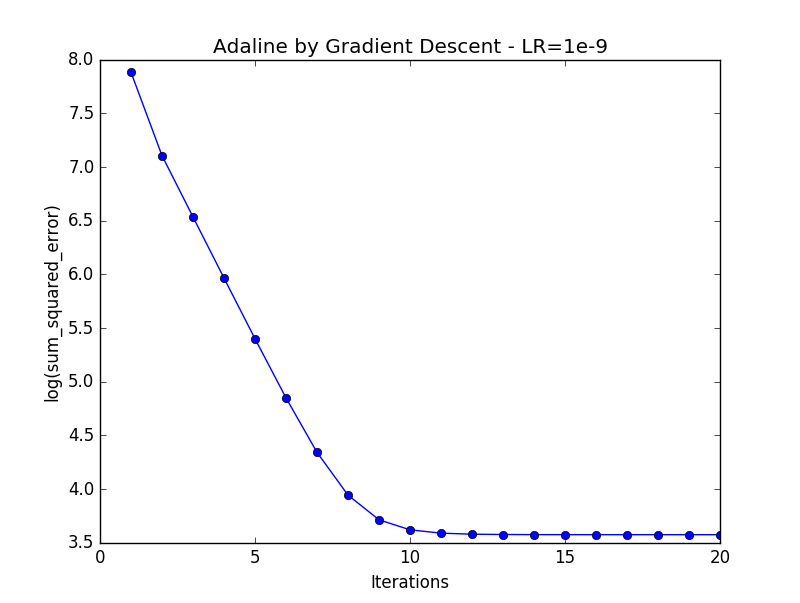 Adaline by Gradient Descent - LR=1e-9
8.0
7.5
7.0
6.5
6.0
5.5
5.0
4.5
4.0
3.5
log(sum_squared_error)
0 5 10 15 20
Iterations